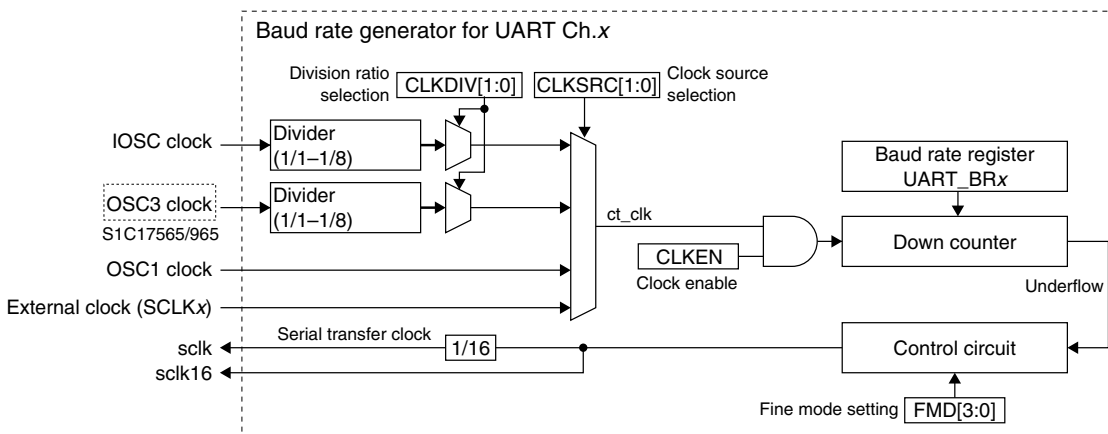 Baud rate generator for UART Ch.x
Division ratio
selection
CLKDIV[1:0]
CLKSRC[1:0]
Clock source
selection
IOSC clock
Divider
(1/1–1/8)
Baud rate register
UART_BRx
OSC3 clock
S1C17565/965
Divider
(1/1–1/8)
ct_clk
Down counter
CLKEN
Clock enable
OSC1 clock
Underflow
External clock (SCLKx)
Serial transfer clock
sclk
1/16
Control circuit
sclk16
Fine mode setting
FMD[3:0]